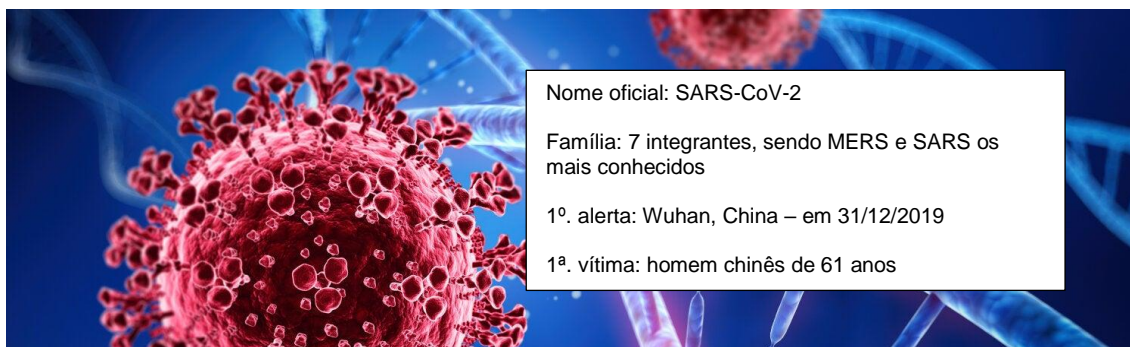 Nome oficial: SARS-CoV-2
Família: 7 integrantes, sendo MERS e SARS os
mais conhecidos
1º. alerta: Wuhan, China – em 31/12/2019
1ª. vítima: homem chinês de 61 anos